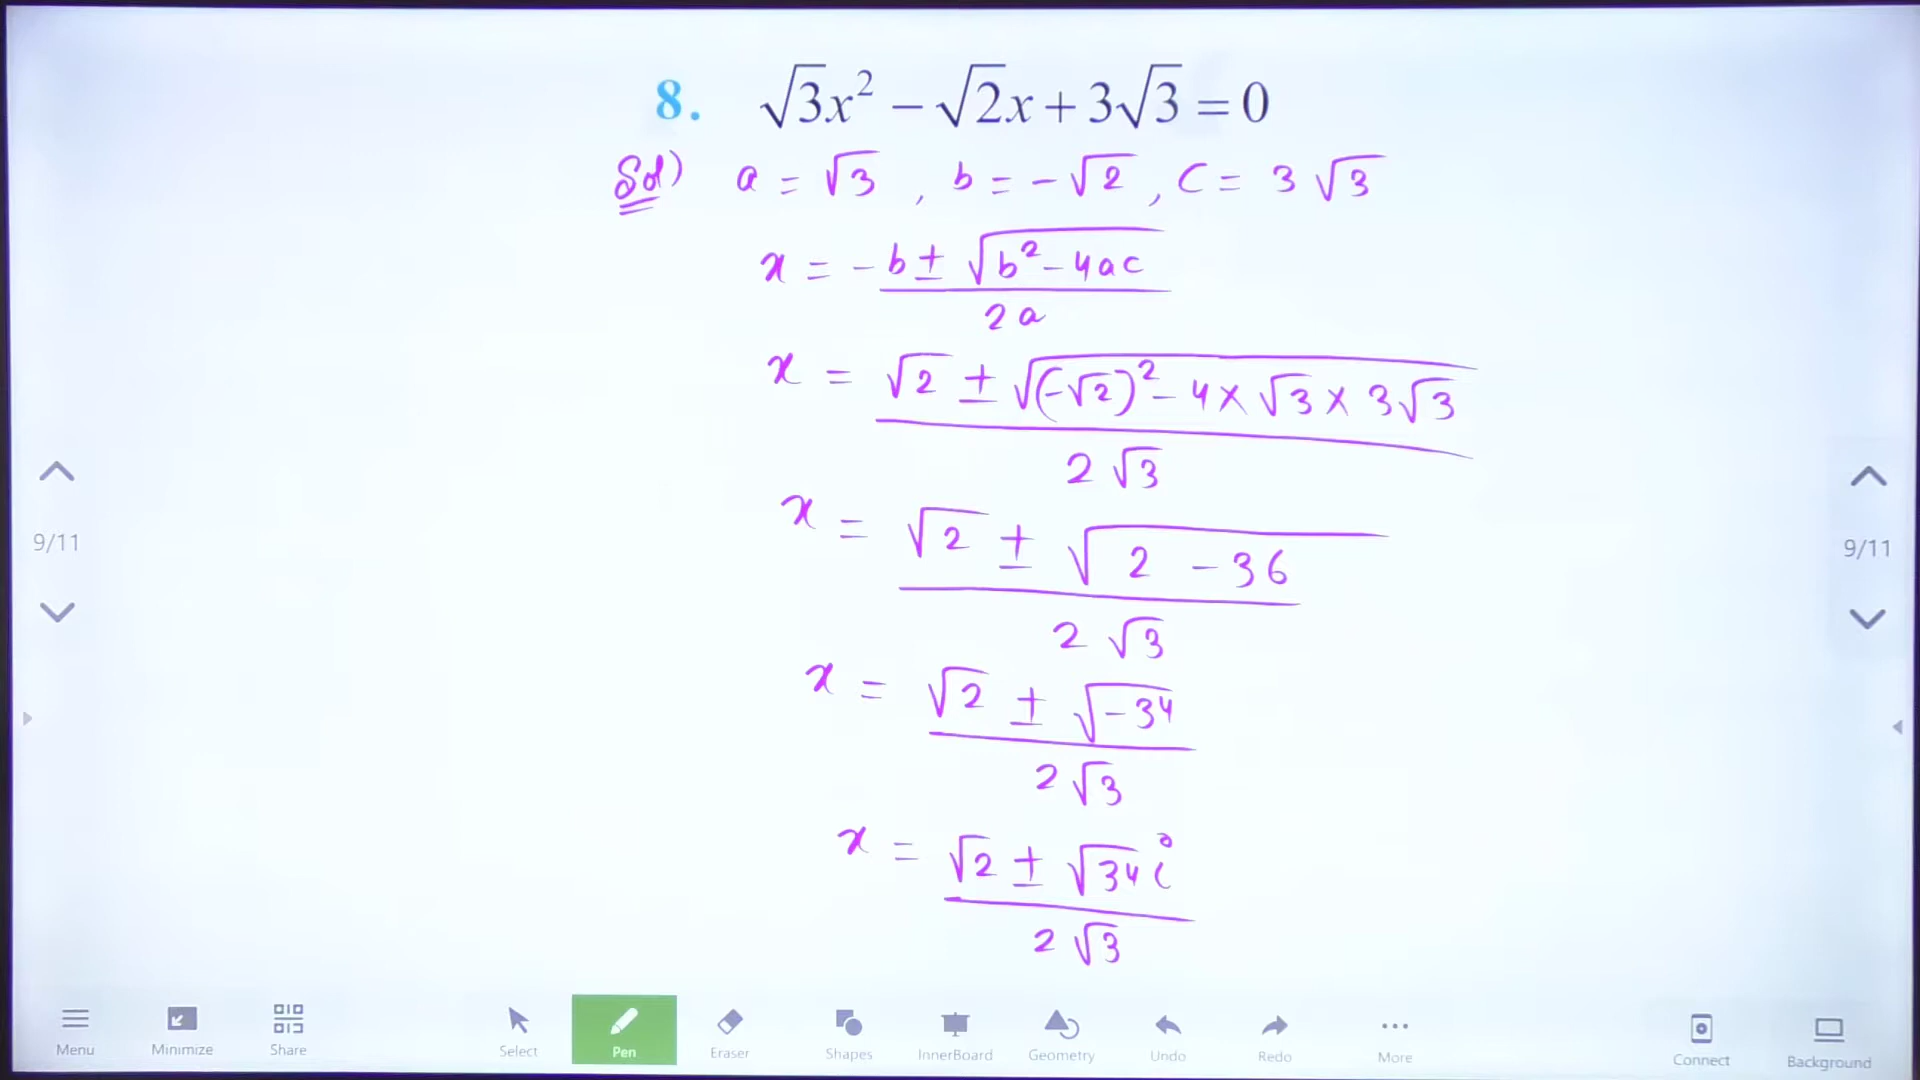 8. √3x² − √2x + 3√3 = 0
Sol) a = √3 , b = −√2 , C = 3√3
x = −b ± √(b² − 4ac) / 2a
x = √2 ± √((−√2)² − 4 × √3 × 3√3) / 2√3
x = √2 ± √(2 − 36) / 2√3
x = √2 ± √−34 / 2√3
x = √2 ± √34 i / 2√3
9/11
9/11
Menu Minimize Share Select Pen Eraser Shapes InnerBoard Geometry Undo Redo More Connect Background